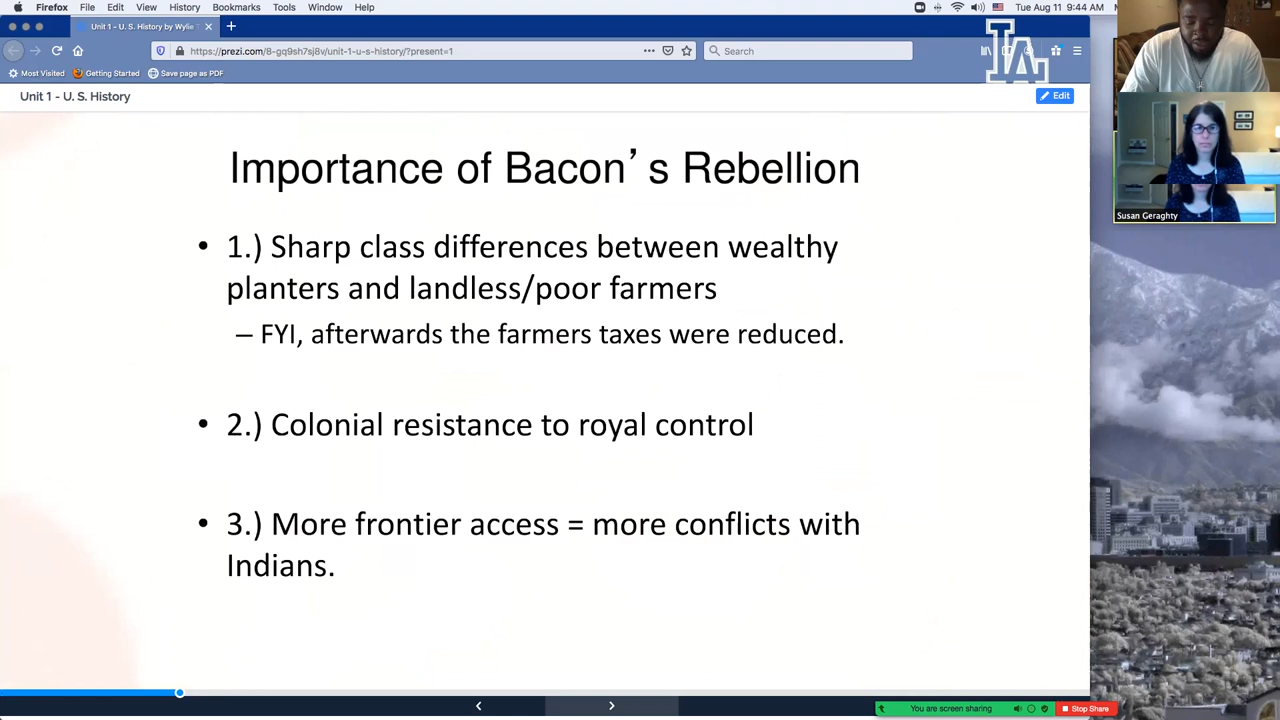 Firefox File Edit View History Bookmarks Tools Window Help Tue Aug 11 9:44 AM
Unit 1 - U. S. History by Wylie
https://prezi.com/8-gq9sh7sj8v/unit-1-u-s-history/?present=1
Search
LA
Most Visited Getting Started Save page as PDF
Unit 1 - U. S. History
Edit
Importance of Bacon’s Rebellion
• 1.) Sharp class differences between wealthy
planters and landless/poor farmers
– FYI, afterwards the farmers taxes were reduced.
• 2.) Colonial resistance to royal control
• 3.) More frontier access = more conflicts with
Indians.
Susan Geraghty
You are screen sharing
Stop Share